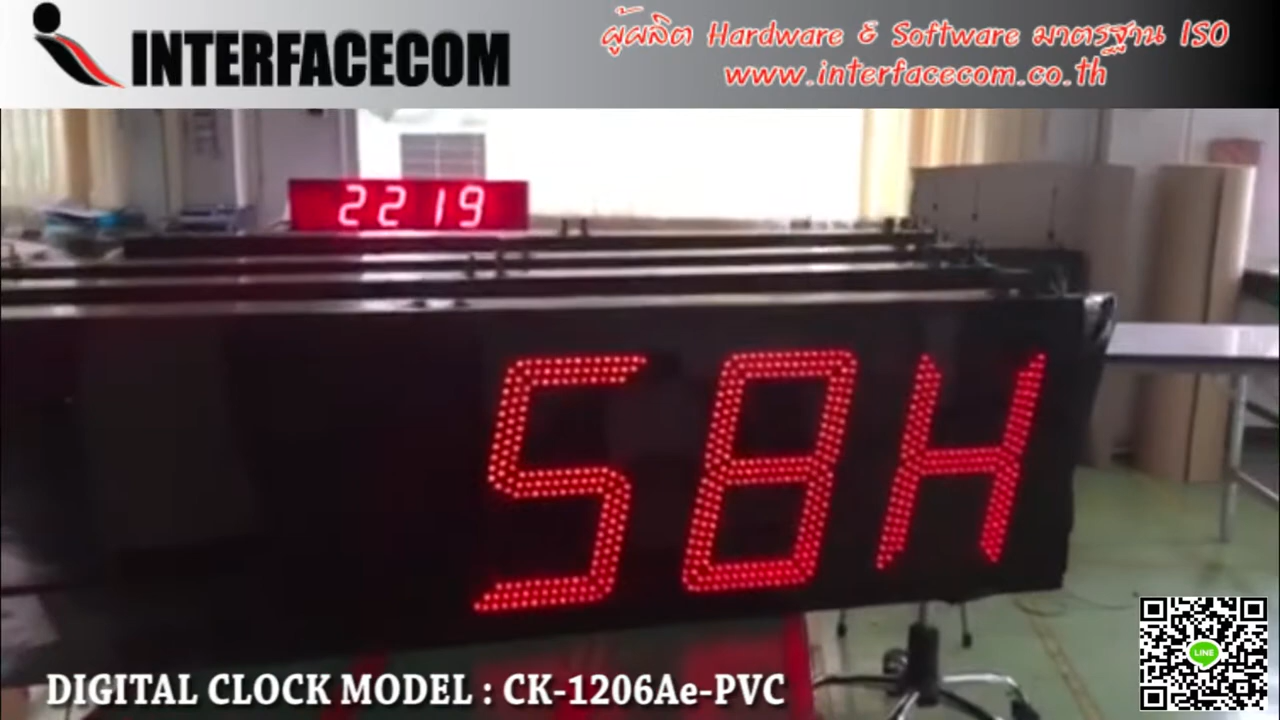 INTERFACECOM
ผู้ผลิต Hardware & Software มาตรฐาน ISO
www.interfacecom.co.th
2219
58H
DIGITAL CLOCK MODEL : CK-1206Ae-PVC
LINE